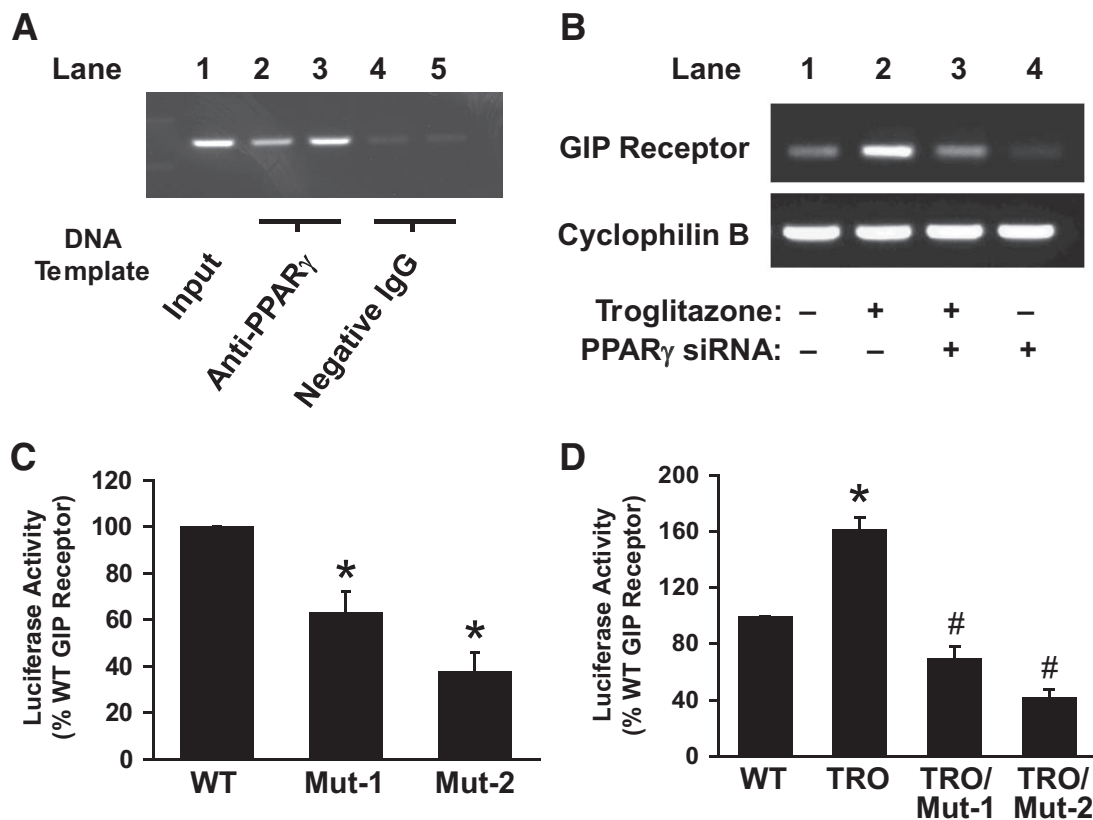 A
Lane 1 2 3 4 5
DNA
Template
Input
Anti-PPARγ
Negative IgG
B
Lane 1 2 3 4
GIP Receptor
Cyclophilin B
Troglitazone: – + + –
PPARγ siRNA: – – + +
C
Luciferase Activity
(% WT GIP Receptor)
120
100
80
60
40
20
0
*
*
WT Mut-1 Mut-2
D
Luciferase Activity
(% WT GIP Receptor)
200
160
120
80
40
0
*
#
#
WT TRO TRO/ TRO/
Mut-1 Mut-2